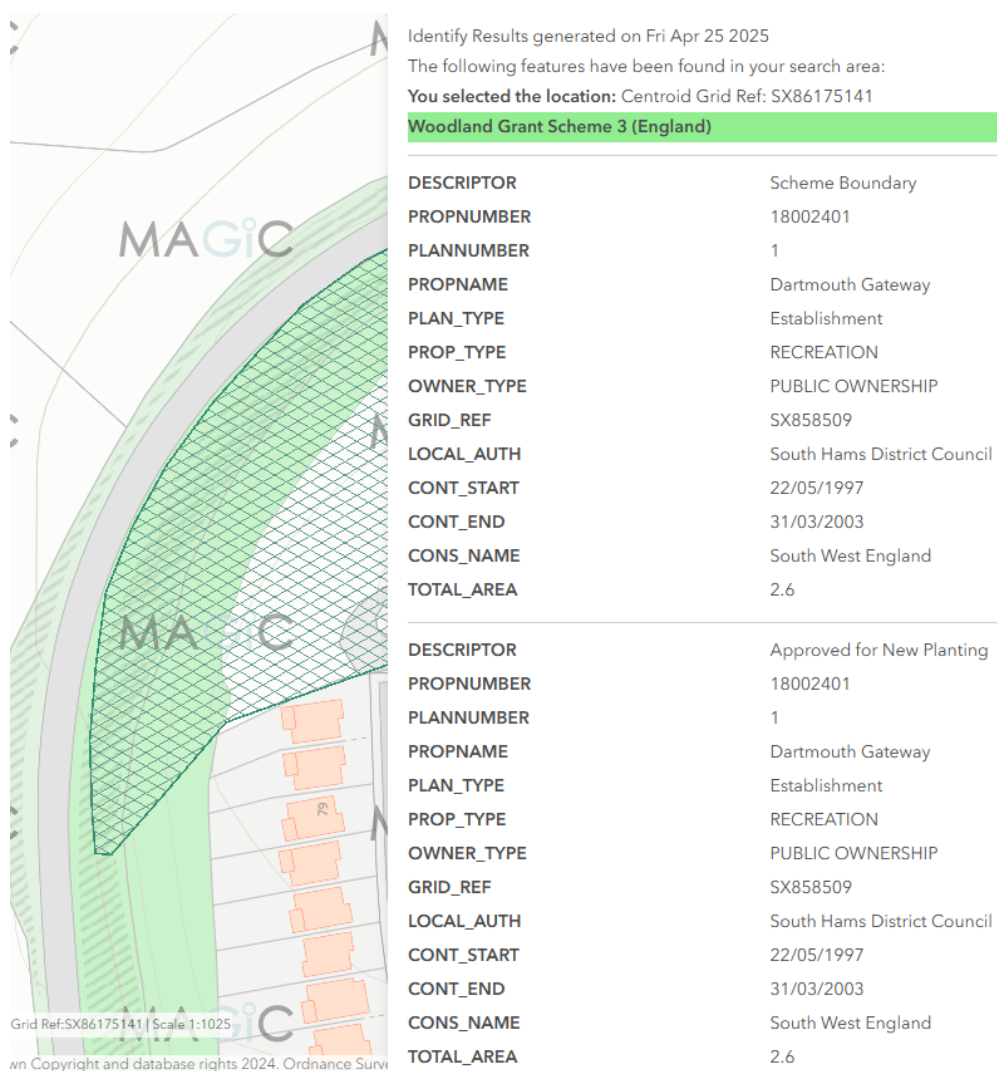 Identify Results generated on Fri Apr 25 2025
The following features have been found in your search area:
You selected the location: Centroid Grid Ref: SX86175141
Woodland Grant Scheme 3 (England)
DESCRIPTOR Scheme Boundary
PROPNUMBER 18002401
PLANNUMBER 1
PROPNAME Dartmouth Gateway
PLAN_TYPE Establishment
PROP_TYPE RECREATION
OWNER_TYPE PUBLIC OWNERSHIP
GRID_REF SX858509
LOCAL_AUTH South Hams District Council
CONT_START 22/05/1997
CONT_END 31/03/2003
CONS_NAME South West England
TOTAL_AREA 2.6
DESCRIPTOR Approved for New Planting
PROPNUMBER 18002401
PLANNUMBER 1
PROPNAME Dartmouth Gateway
PLAN_TYPE Establishment
PROP_TYPE RECREATION
OWNER_TYPE PUBLIC OWNERSHIP
GRID_REF SX858509
LOCAL_AUTH South Hams District Council
CONT_START 22/05/1997
CONT_END 31/03/2003
CONS_NAME South West England
TOTAL_AREA 2.6
MAGiC
MAGiC
79
MAGiC
Grid Ref:SX86175141 | Scale 1:1025
wn Copyright and database rights 2024. Ordnance Surve